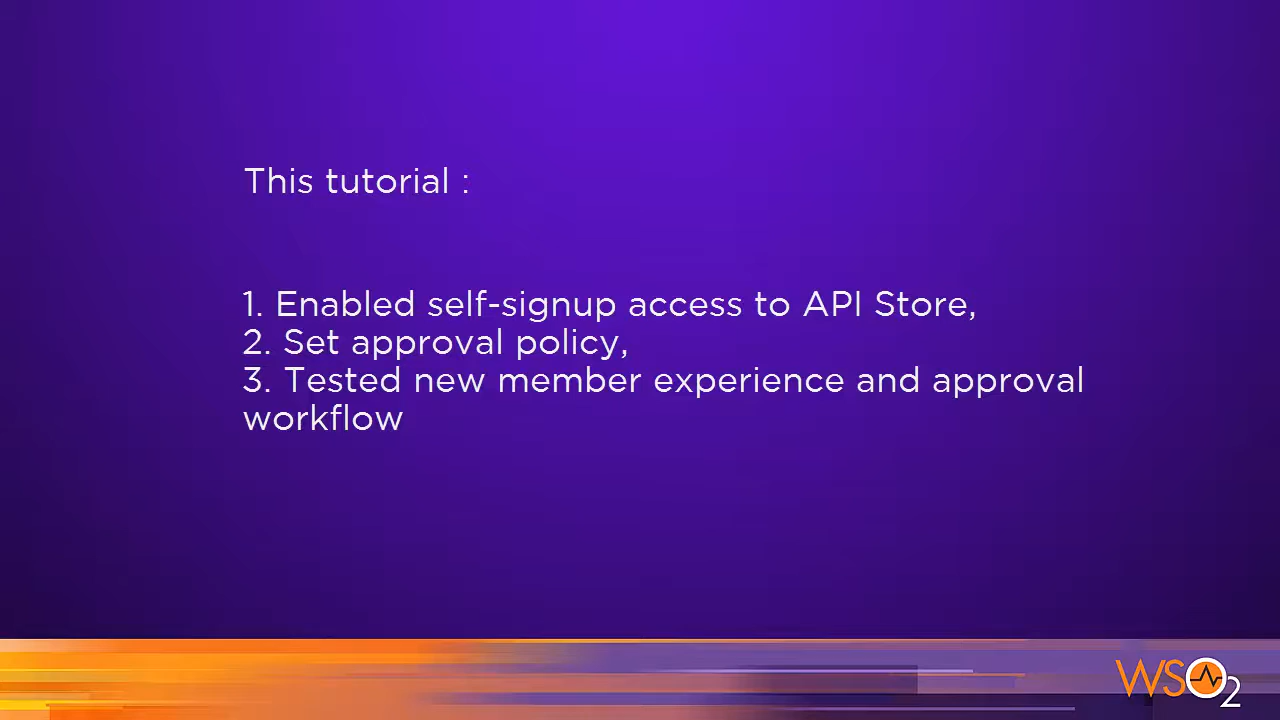 This tutorial :
1. Enabled self-signup access to API Store,
2. Set approval policy,
3. Tested new member experience and approval
workflow
WSO2